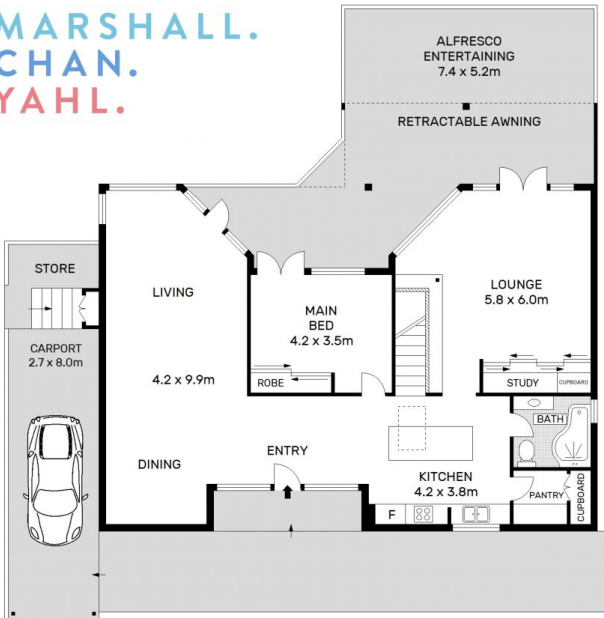 MARSHALL.
CHAN.
YAHL.
ALFRESCO
ENTERTAINING
7.4 x 5.2m
RETRACTABLE AWNING
STORE
LIVING
LOUNGE
5.8 x 6.0m
MAIN
BED
4.2 x 3.5m
CARPORT
2.7 x 8.0m
4.2 x 9.9m
ROBE
STUDY
CUPBOARD
BATH
ENTRY
DINING
KITCHEN
4.2 x 3.8m
PANTRY
CUPBOARD
F